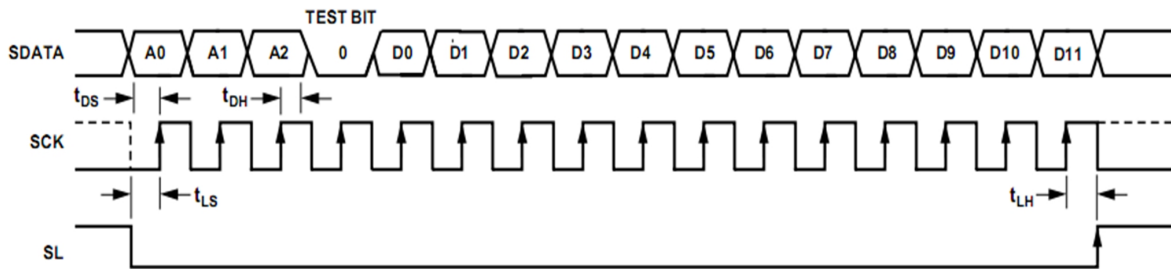 TEST BIT
SDATA A0 A1 A2 0 D0 D1 D2 D3 D4 D5 D6 D7 D8 D9 D10 D11
tDS tDH
SCK
tLS tLH
SL